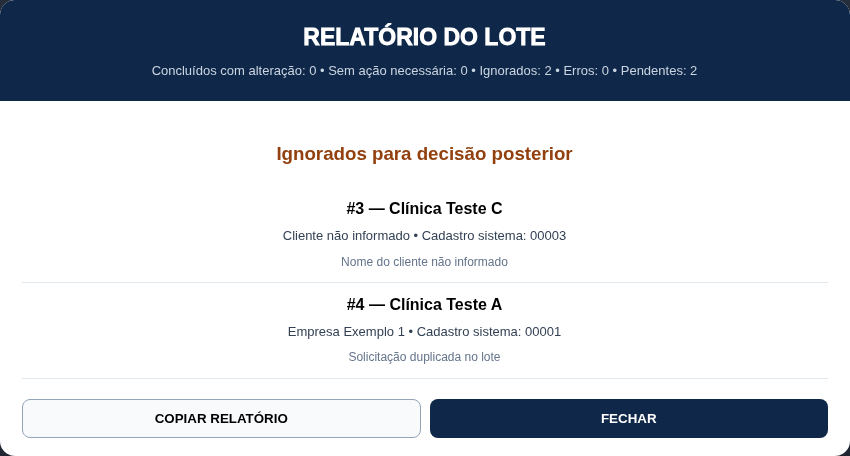 RELATÓRIO DO LOTE
Concluídos com alteração: 0 • Sem ação necessária: 0 • Ignorados: 2 • Erros: 0 • Pendentes: 2
Ignorados para decisão posterior
#3 — Clínica Teste C
Cliente não informado • Cadastro sistema: 00003
Nome do cliente não informado
#4 — Clínica Teste A
Empresa Exemplo 1 • Cadastro sistema: 00001
Solicitação duplicada no lote
COPIAR RELATÓRIO
FECHAR